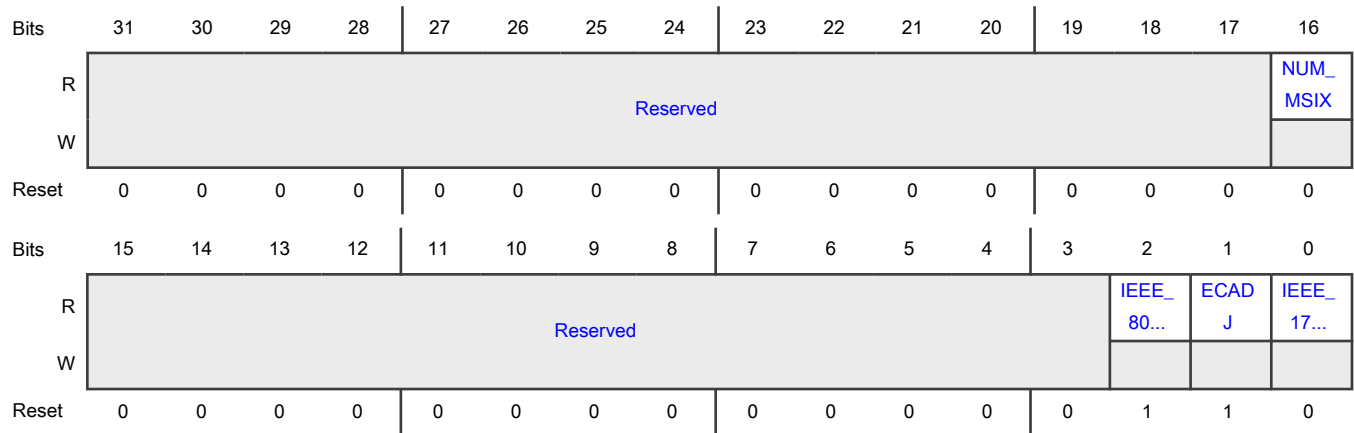 Bits 31 30 29 28 27 26 25 24 23 22 21 20 19 18 17 16
R Reserved NUM_
MSIX
W
Reset 0 0 0 0 0 0 0 0 0 0 0 0 0 0 0 0
Bits 15 14 13 12 11 10 9 8 7 6 5 4 3 2 1 0
R Reserved IEEE_ ECAD IEEE_
80... J 17...
W
Reset 0 0 0 0 0 0 0 0 0 0 0 0 0 1 1 0